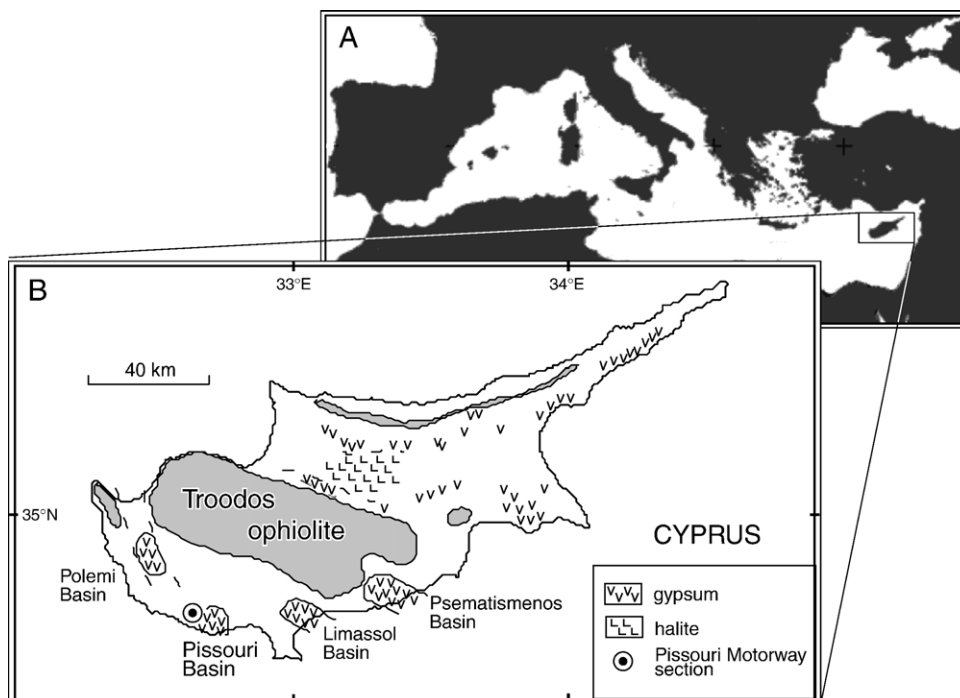 A
B
33°E
34°E
40 km
Troodos
ophiolite
35°N
CYPRUS
Polemi
Basin
Psematismenos
Basin
Limassol
Basin
Pissouri
Basin
gypsum
halite
Pissouri Motorway
section